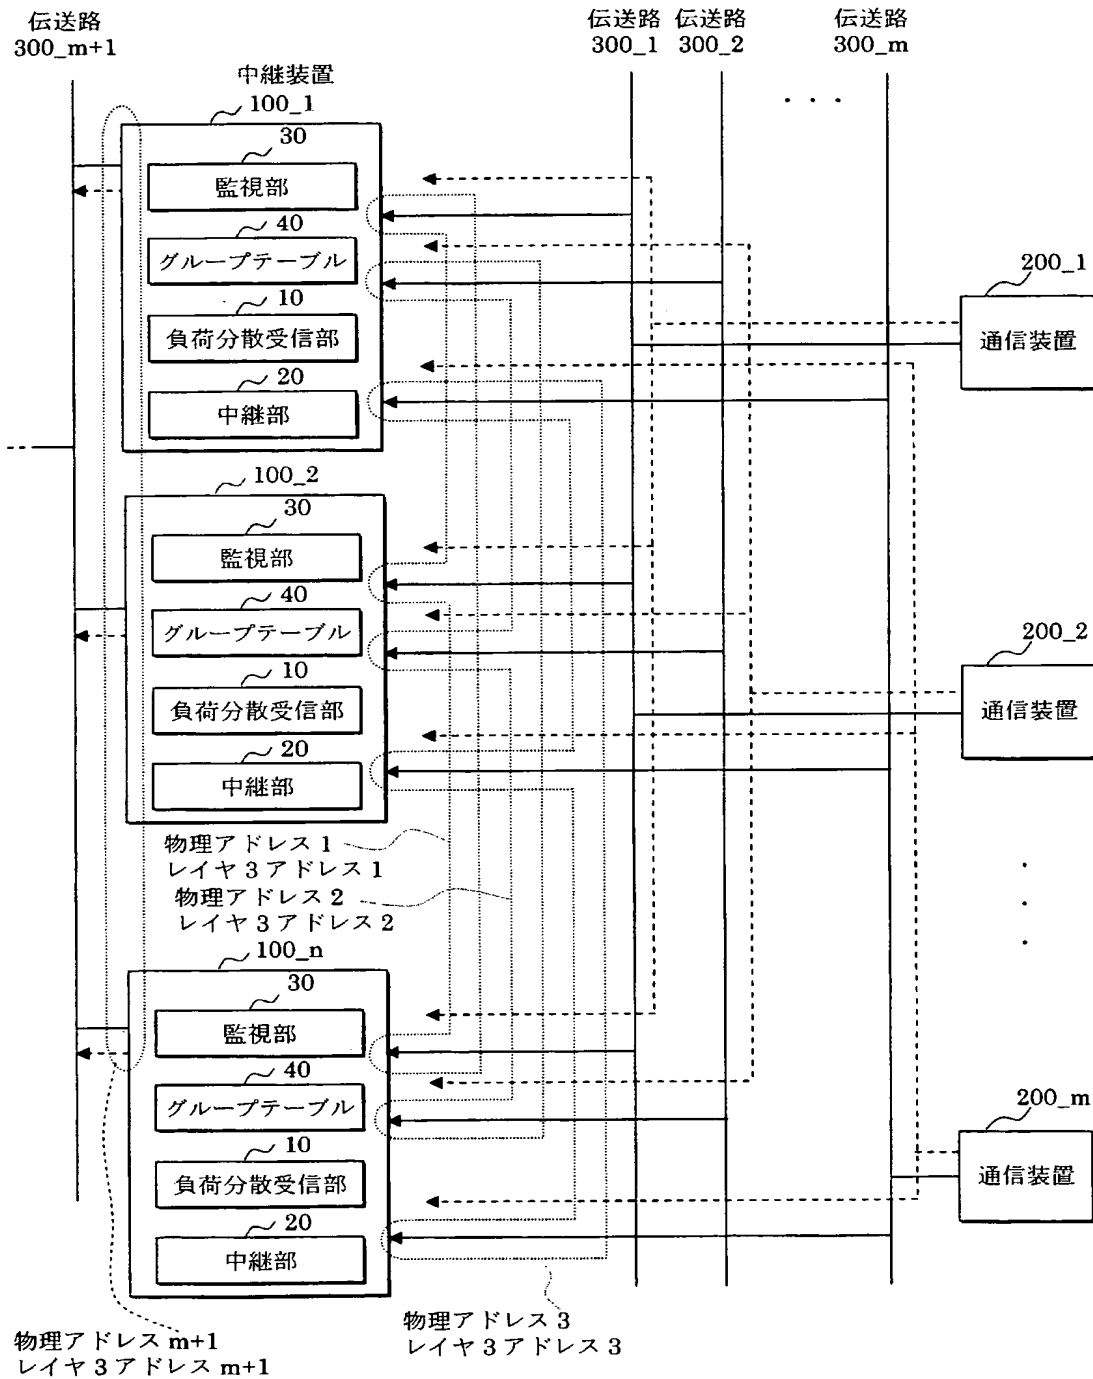 伝送路
300_m+1
伝送路
300_1
伝送路
300_2
伝送路
300_m
中継装置
100_1
30
監視部
40
グループテーブル
10
負荷分散受信部
20
中継部
200_1
通信装置
100_2
30
監視部
40
グループテーブル
10
負荷分散受信部
20
中継部
200_2
通信装置
物理アドレス 1
レイヤ 3 アドレス 1
物理アドレス 2
レイヤ 3 アドレス 2
100_n
30
監視部
40
グループテーブル
10
負荷分散受信部
20
中継部
200_m
通信装置
物理アドレス 3
レイヤ 3 アドレス 3
物理アドレス m+1
レイヤ 3 アドレス m+1